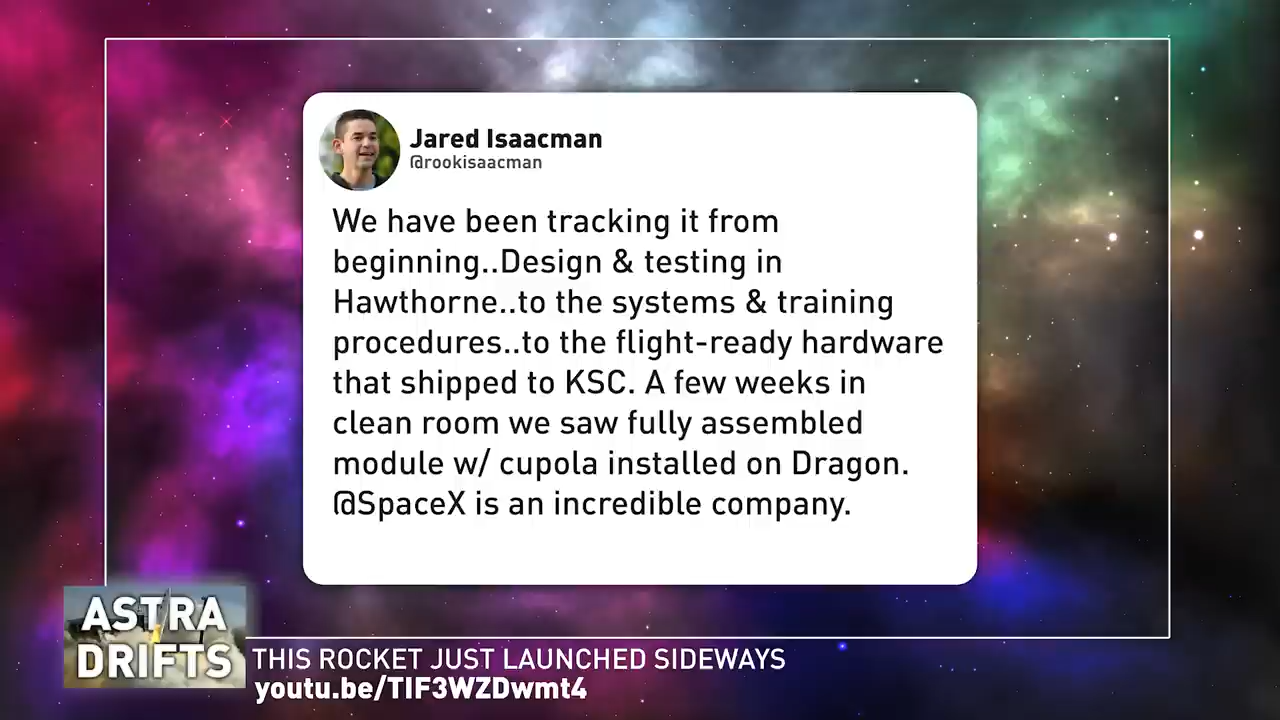 Jared Isaacman
@rookisaacman
We have been tracking it from
beginning..Design & testing in
Hawthorne..to the systems & training
procedures..to the flight-ready hardware
that shipped to KSC. A few weeks in
clean room we saw fully assembled
module w/ cupola installed on Dragon.
@SpaceX is an incredible company.
ASTRA
DRIFTS
THIS ROCKET JUST LAUNCHED SIDEWAYS
youtu.be/TIF3WZDwmt4